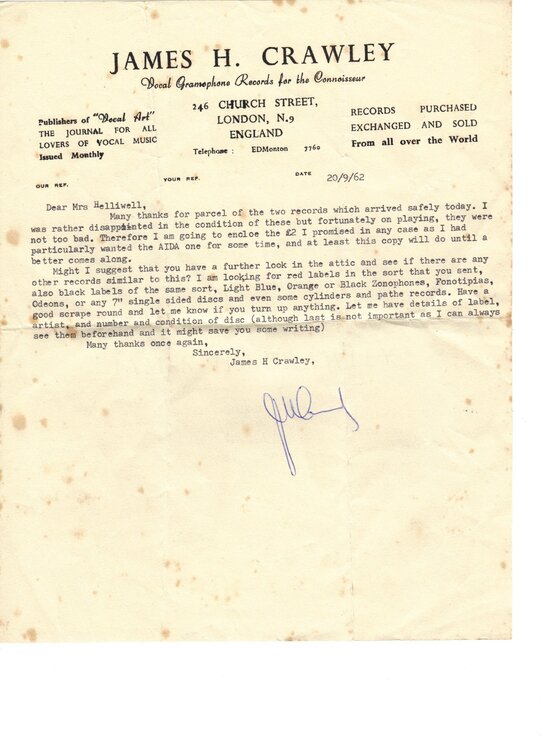 JAMES H. CRAWLEY
Vocal Gramophone Records for the Connoisseur
Publishers of "Vocal Art"
THE JOURNAL FOR ALL
LOVERS OF VOCAL MUSIC
Issued Monthly
246 CHURCH STREET,
LONDON, N.9
ENGLAND
Telephone : EDMonton 7760
RECORDS PURCHASED
EXCHANGED AND SOLD
From all over the World
OUR REF. YOUR REF. DATE 20/9/62
Dear Mrs Helliwell,
Many thanks for parcel of the two records which arrived safely today. I
was rather disappointed in the condition of these but fortunately on playing, they were
not too bad. Therefore I am going to encloe the £2 I promised in any case as I had
particularly wanted the AIDA one for some time, and at least this copy will do until a
better comes along.
Might I suggest that you have a further look in the attic and see if there are any
other records similar to this? I am looking for red labels in the sort that you sent,
also black labels of the same sort, Light Blue, Orange or Black Zonophones, Fonotipias,
Odeons, or any 7" single sided discs and even some cylinders and pathe records. Have a
good scrape round and let me know if you turn up anything. Let me have details of label,
artist, and number and condition of disc (although last is not important as I can always
see them beforehand and it might save you some writing)
Many thanks once again,
Sincerely,
James H Crawley,